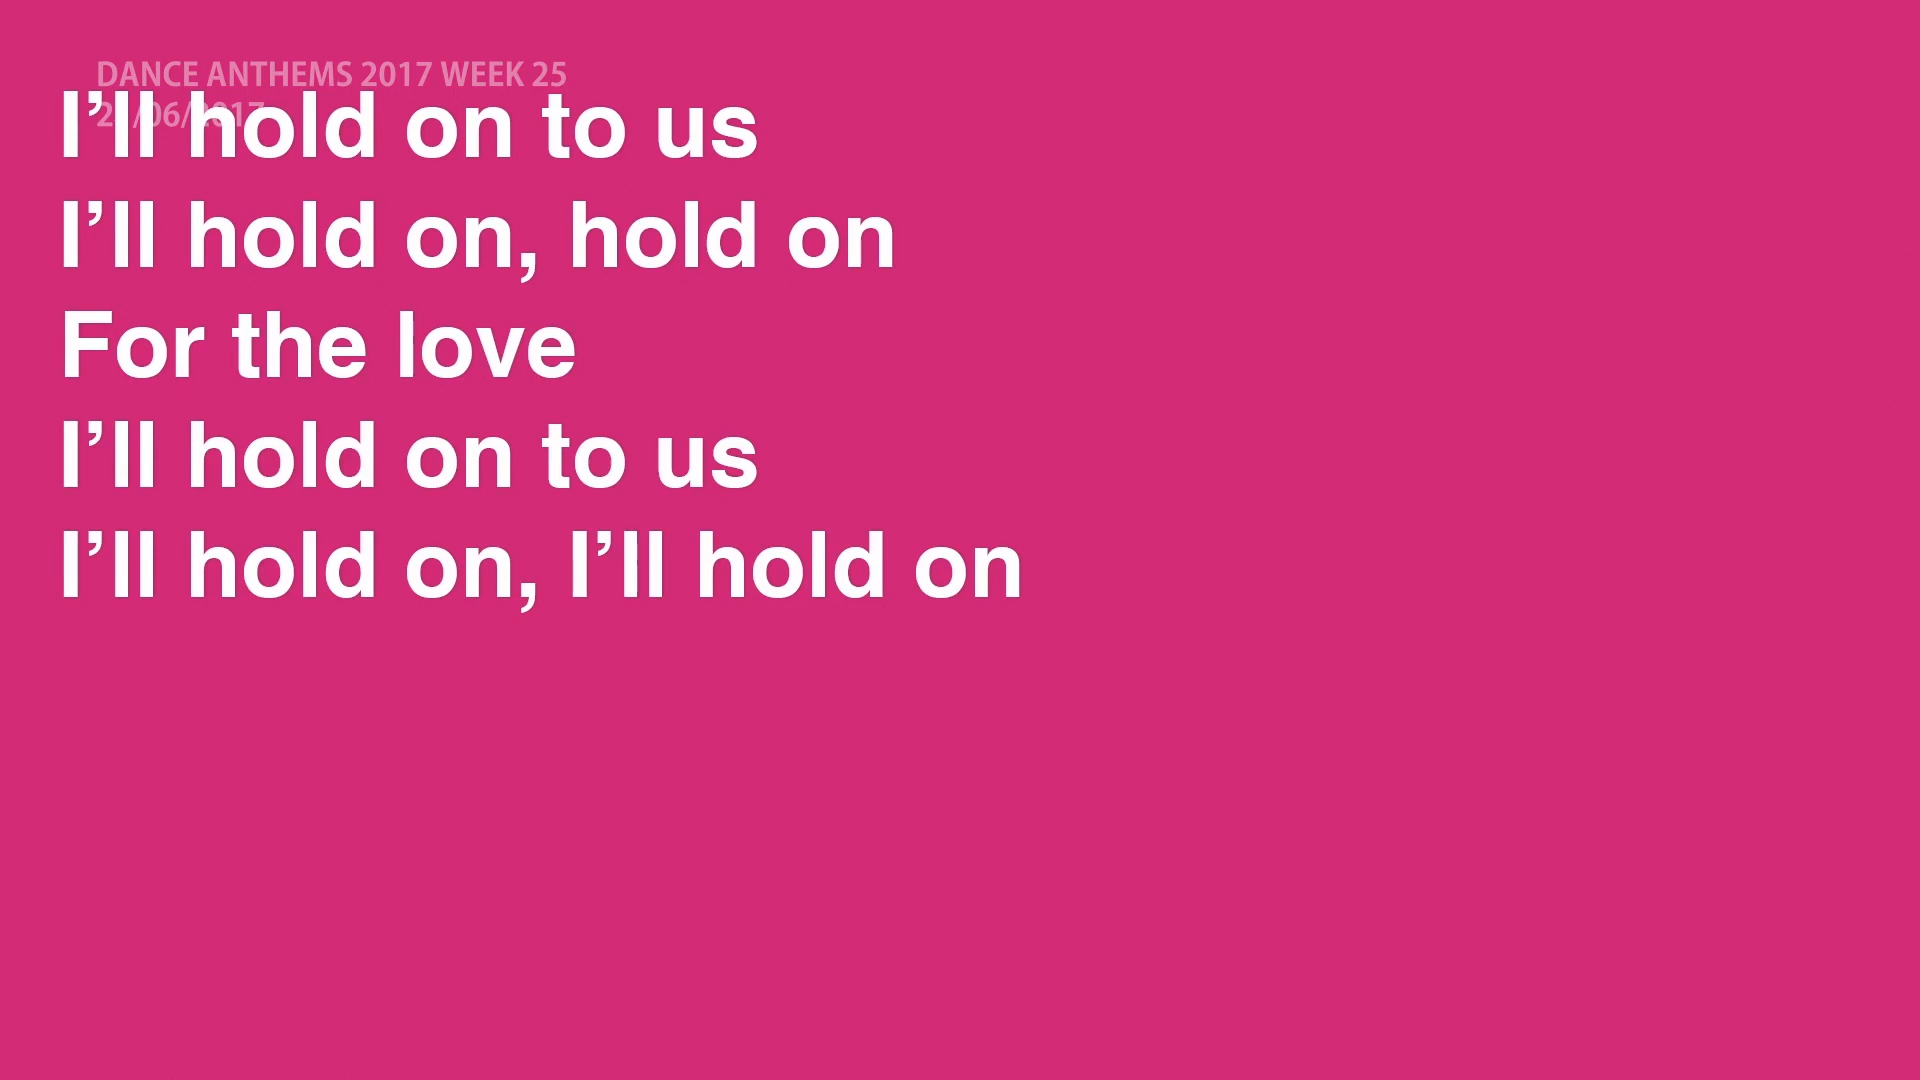 DANCE ANTHEMS 2017 WEEK 25
I’ll hold on to us
I’ll hold on, hold on
For the love
I’ll hold on to us
I’ll hold on, I’ll hold on